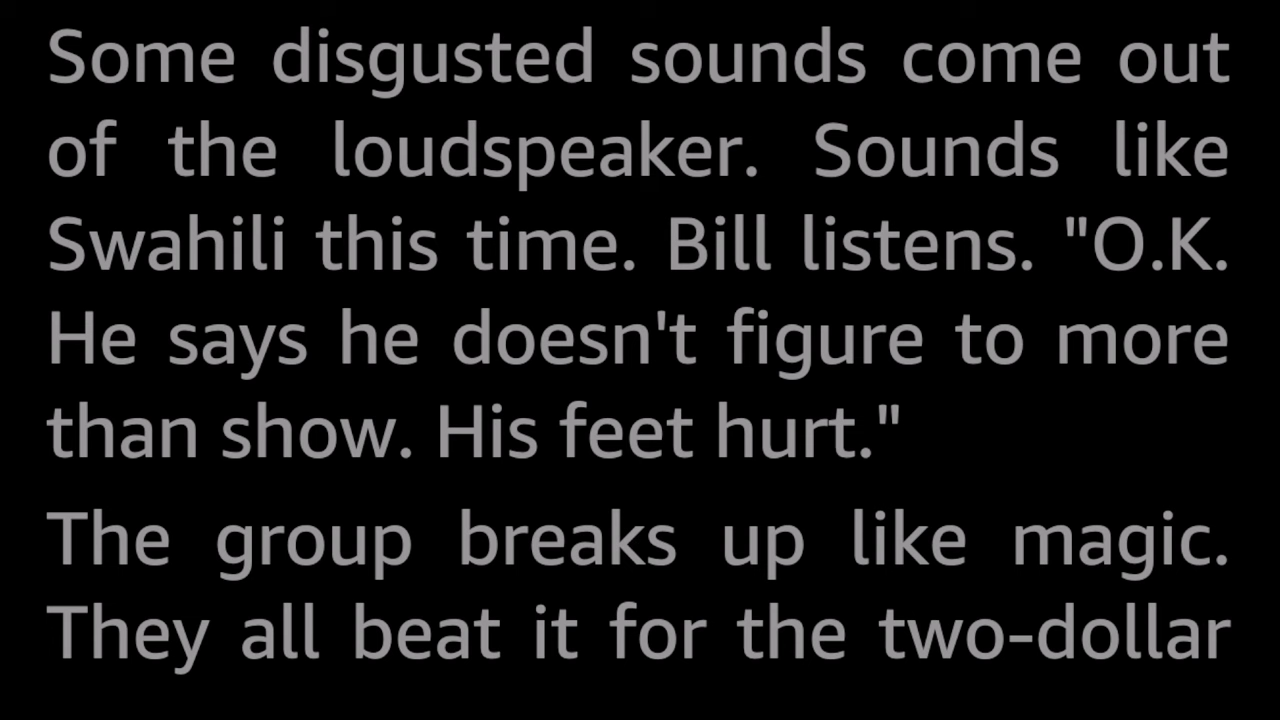 Some disgusted sounds come out
of the loudspeaker. Sounds like
Swahili this time. Bill listens. "O.K.
He says he doesn't figure to more
than show. His feet hurt."
The group breaks up like magic.
They all beat it for the two-dollar